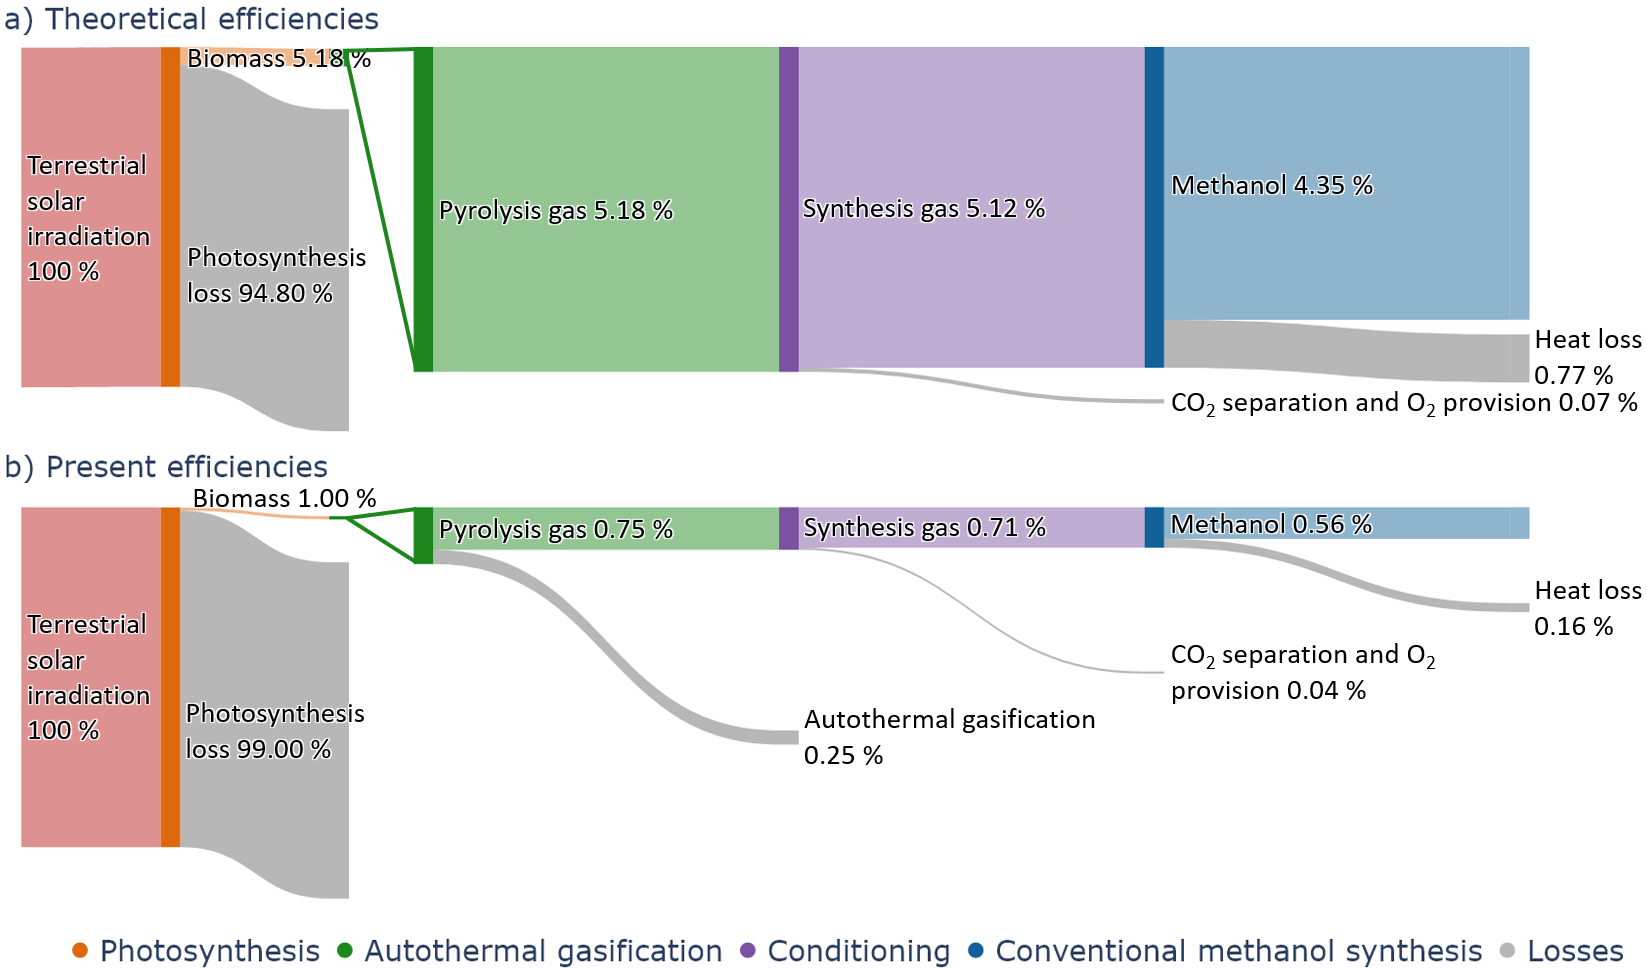 a) Theoretical efficiencies
Biomass 5.18 %
Terrestrial
solar
irradiation
100 %
Photosynthesis
loss 94.80 %
Pyrolysis gas 5.18 %
Synthesis gas 5.12 %
Methanol 4.35 %
Heat loss
0.77 %
CO₂ separation and O₂ provision 0.07 %
b) Present efficiencies
Biomass 1.00 %
Terrestrial
solar
irradiation
100 %
Photosynthesis
loss 99.00 %
Pyrolysis gas 0.75 %
Synthesis gas 0.71 %
Methanol 0.56 %
Heat loss
0.16 %
CO₂ separation and O₂
provision 0.04 %
Autothermal gasification
0.25 %
Photosynthesis Autothermal gasification Conditioning Conventional methanol synthesis Losses